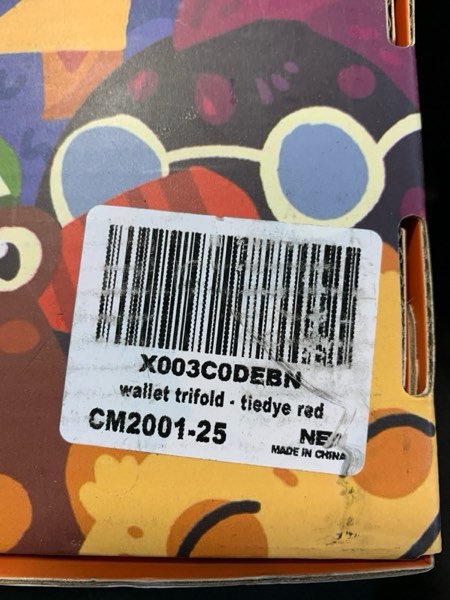 X003C0DEBN
wallet trifold - tiedye red
CM2001-25
MADE IN CHINA